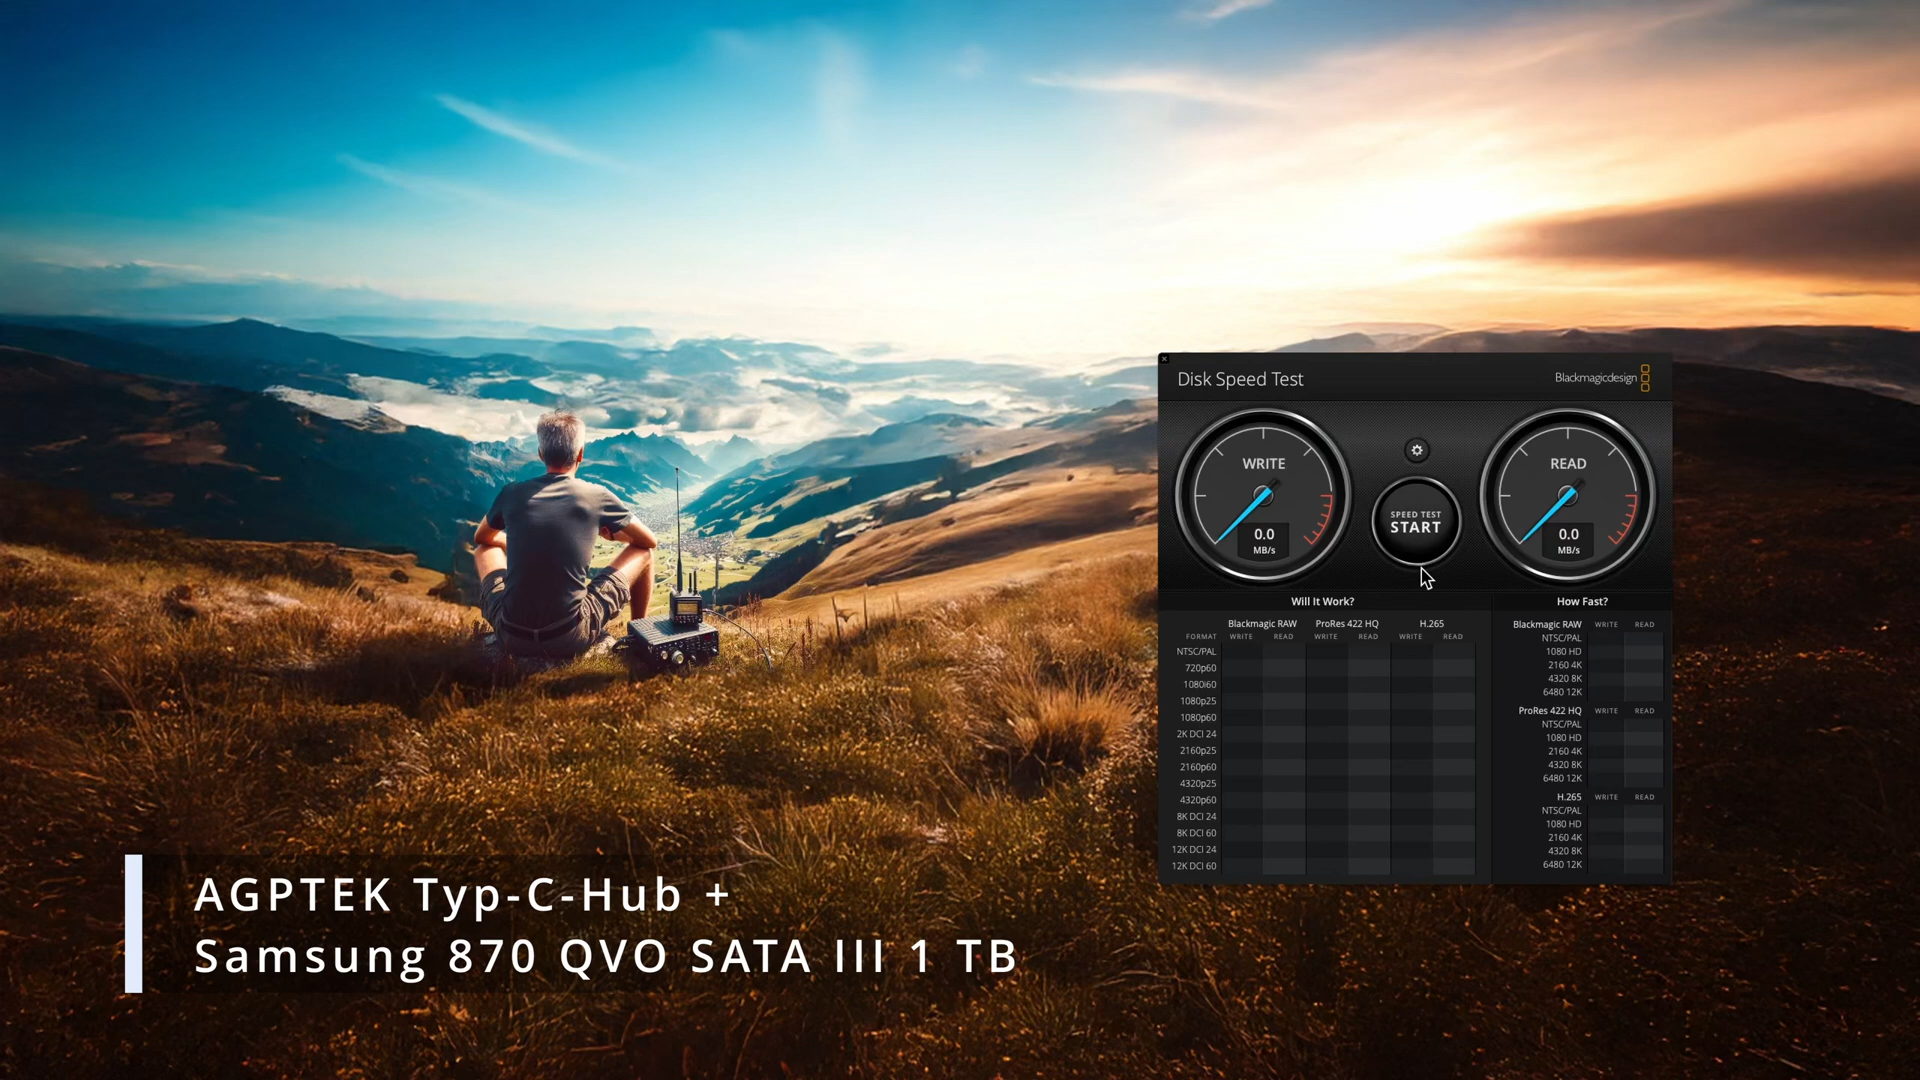 Disk Speed Test
Blackmagicdesign
WRITE
0.0
MB/s
SPEED TEST
START
READ
0.0
MB/s
Will It Work?
Blackmagic RAW ProRes 422 HQ H.265
FORMAT WRITE READ WRITE READ WRITE READ
NTSC/PAL
720p60
1080i60
1080p25
1080p60
2K DCI 24
2160p25
2160p60
4320p25
4320p60
8K DCI 24
8K DCI 60
12K DCI 24
12K DCI 60
How Fast?
Blackmagic RAW WRITE READ
NTSC/PAL
1080 HD
2160 4K
4320 8K
6480 12K
ProRes 422 HQ WRITE READ
NTSC/PAL
1080 HD
2160 4K
4320 8K
6480 12K
H.265 WRITE READ
NTSC/PAL
1080 HD
2160 4K
4320 8K
6480 12K
AGPTEK Typ-C-Hub +
Samsung 870 QVO SATA III 1 TB